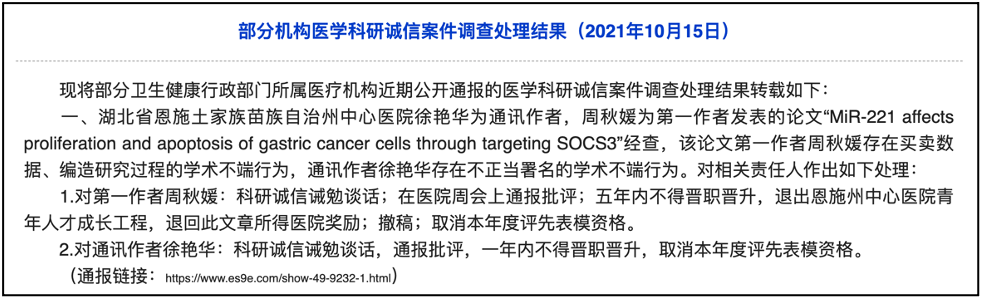 部分机构医学科研诚信案件调查处理结果（2021年10月15日）
现将部分卫生健康行政部门所属医疗机构近期公开通报的医学科研诚信案件调查处理结果转载如下：
一、湖北省恩施土家族苗族自治州中心医院徐艳华为通讯作者，周秋媛为第一作者发表的论文“MiR-221 affects
proliferation and apoptosis of gastric cancer cells through targeting SOCS3”经查，该论文第一作者周秋媛存在买卖数
据、编造研究过程的学术不端行为，通讯作者徐艳华存在不正当署名的学术不端行为。对相关责任人作出如下处理：
1.对第一作者周秋媛：科研诚信诫勉谈话；在医院周会上通报批评；五年内不得晋职晋升，退出恩施州中心医院青
年人才成长工程，退回此文章所得医院奖励；撤稿；取消本年度评先表模资格。
2.对通讯作者徐艳华：科研诚信诫勉谈话，通报批评，一年内不得晋职晋升，取消本年度评先表模资格。
（通报链接：https://www.es9e.com/show-49-9232-1.html）